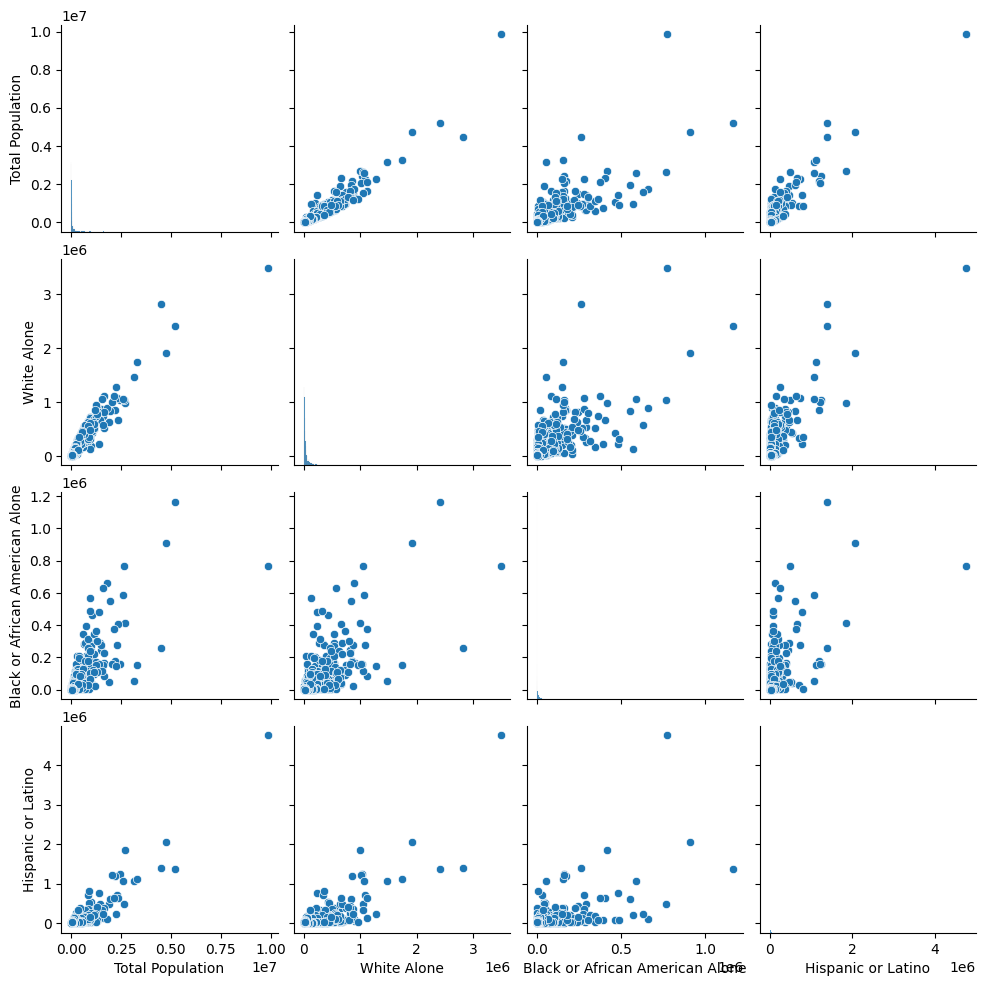 1e7
1.0
0.8
0.6
0.4
0.2
0.0
Total Population
1e6
3
2
1
0
White Alone
1e6
1.2
1.0
0.8
0.6
0.4
0.2
0.0
Black or African American Alone
1e6
4
3
2
1
0
Hispanic or Latino
0.00 0.25 0.50 0.75 1.00
Total Population 1e7
0 1 2 3
White Alone 1e6
0.0 0.5 1.0
Black or African American Alone 1e6
0 2 4
Hispanic or Latino 1e6